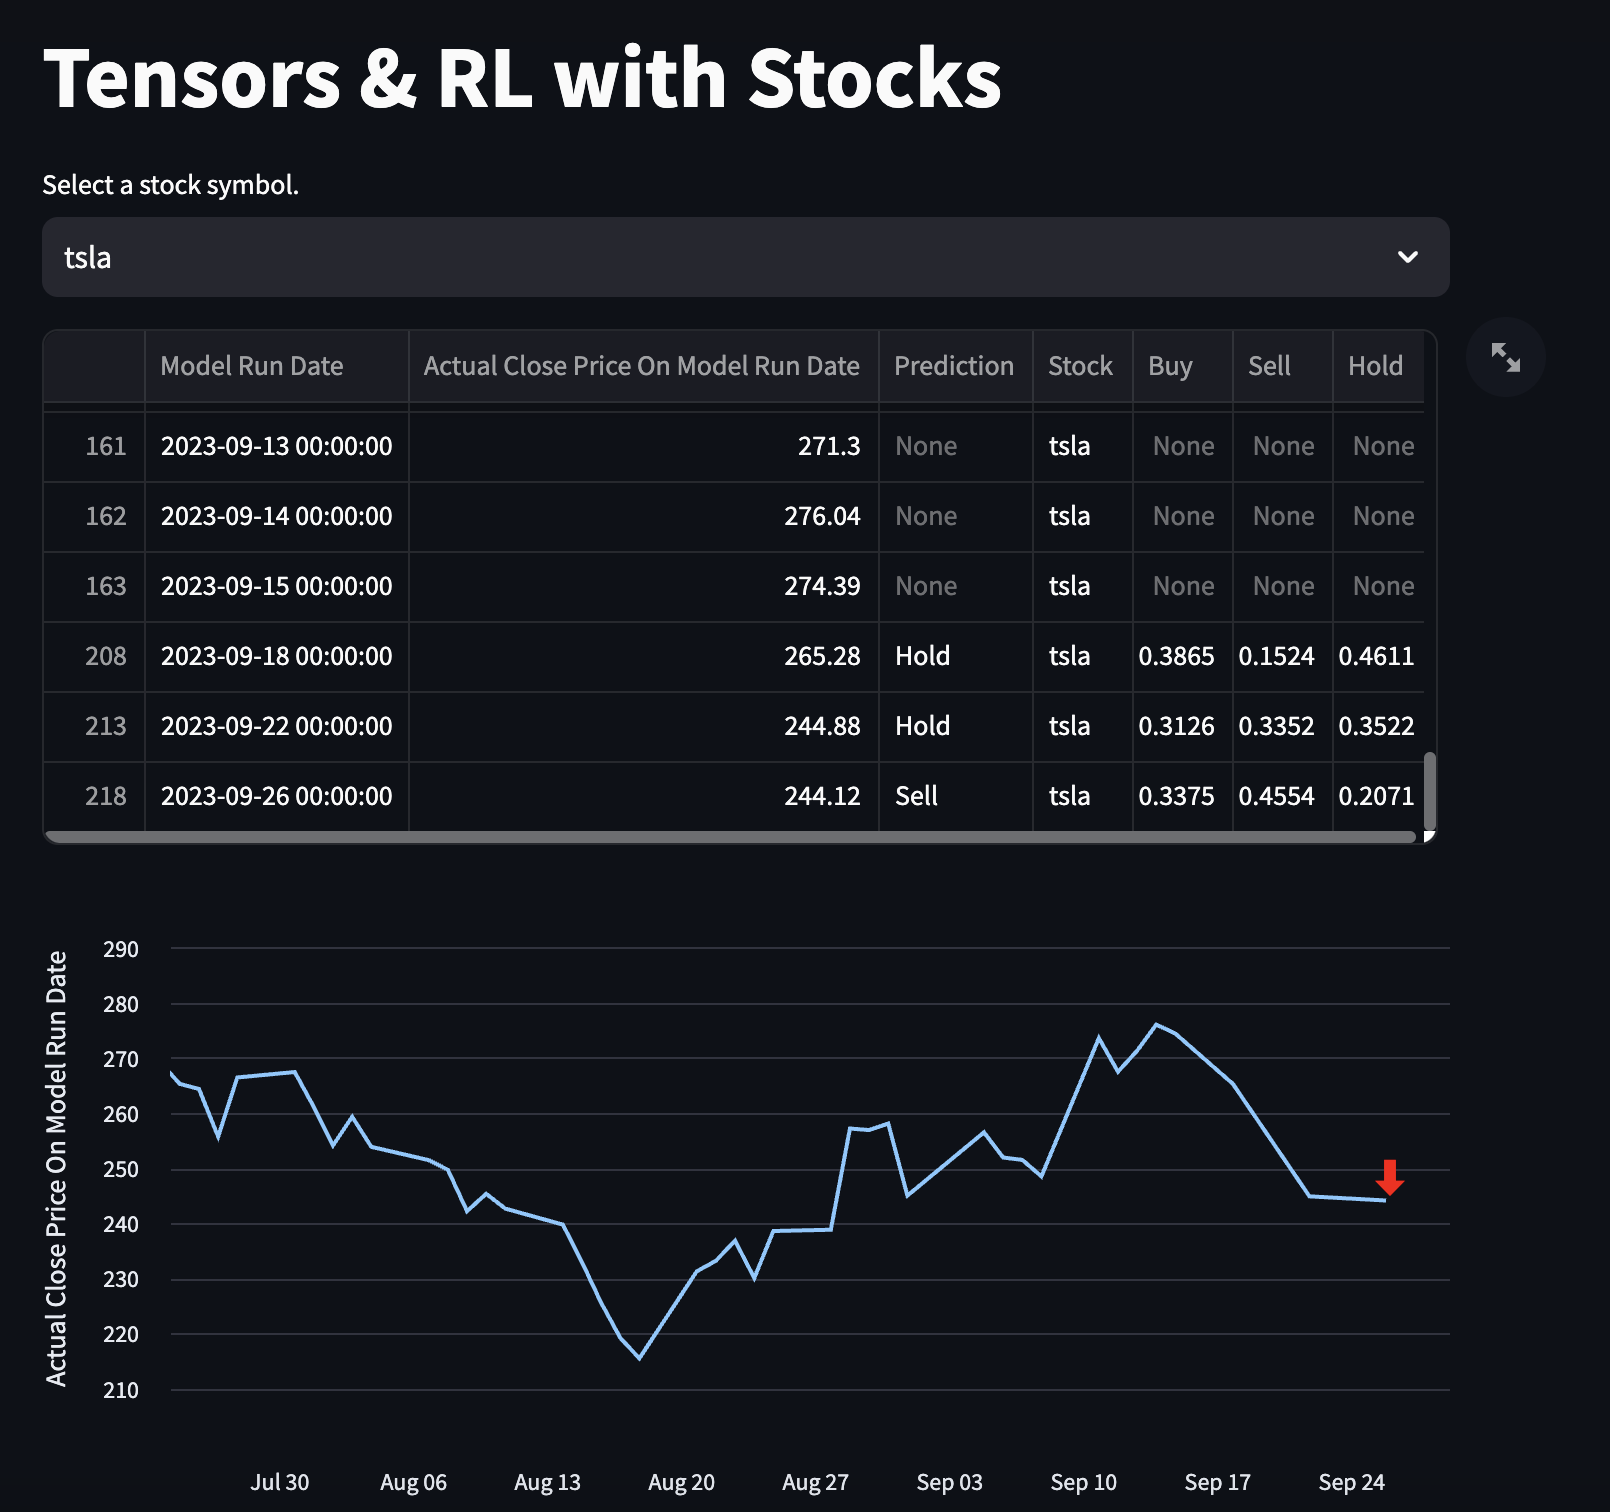 Tensors & RL with Stocks
Select a stock symbol.
tsla
Model Run Date Actual Close Price On Model Run Date Prediction Stock Buy Sell Hold
161 2023-09-13 00:00:00 271.3 None tsla None None None
162 2023-09-14 00:00:00 276.04 None tsla None None None
163 2023-09-15 00:00:00 274.39 None tsla None None None
208 2023-09-18 00:00:00 265.28 Hold tsla 0.3865 0.1524 0.4611
213 2023-09-22 00:00:00 244.88 Hold tsla 0.3126 0.3352 0.3522
218 2023-09-26 00:00:00 244.12 Sell tsla 0.3375 0.4554 0.2071
Actual Close Price On Model Run Date
290
280
270
260
250
240
230
220
210
Jul 30 Aug 06 Aug 13 Aug 20 Aug 27 Sep 03 Sep 10 Sep 17 Sep 24